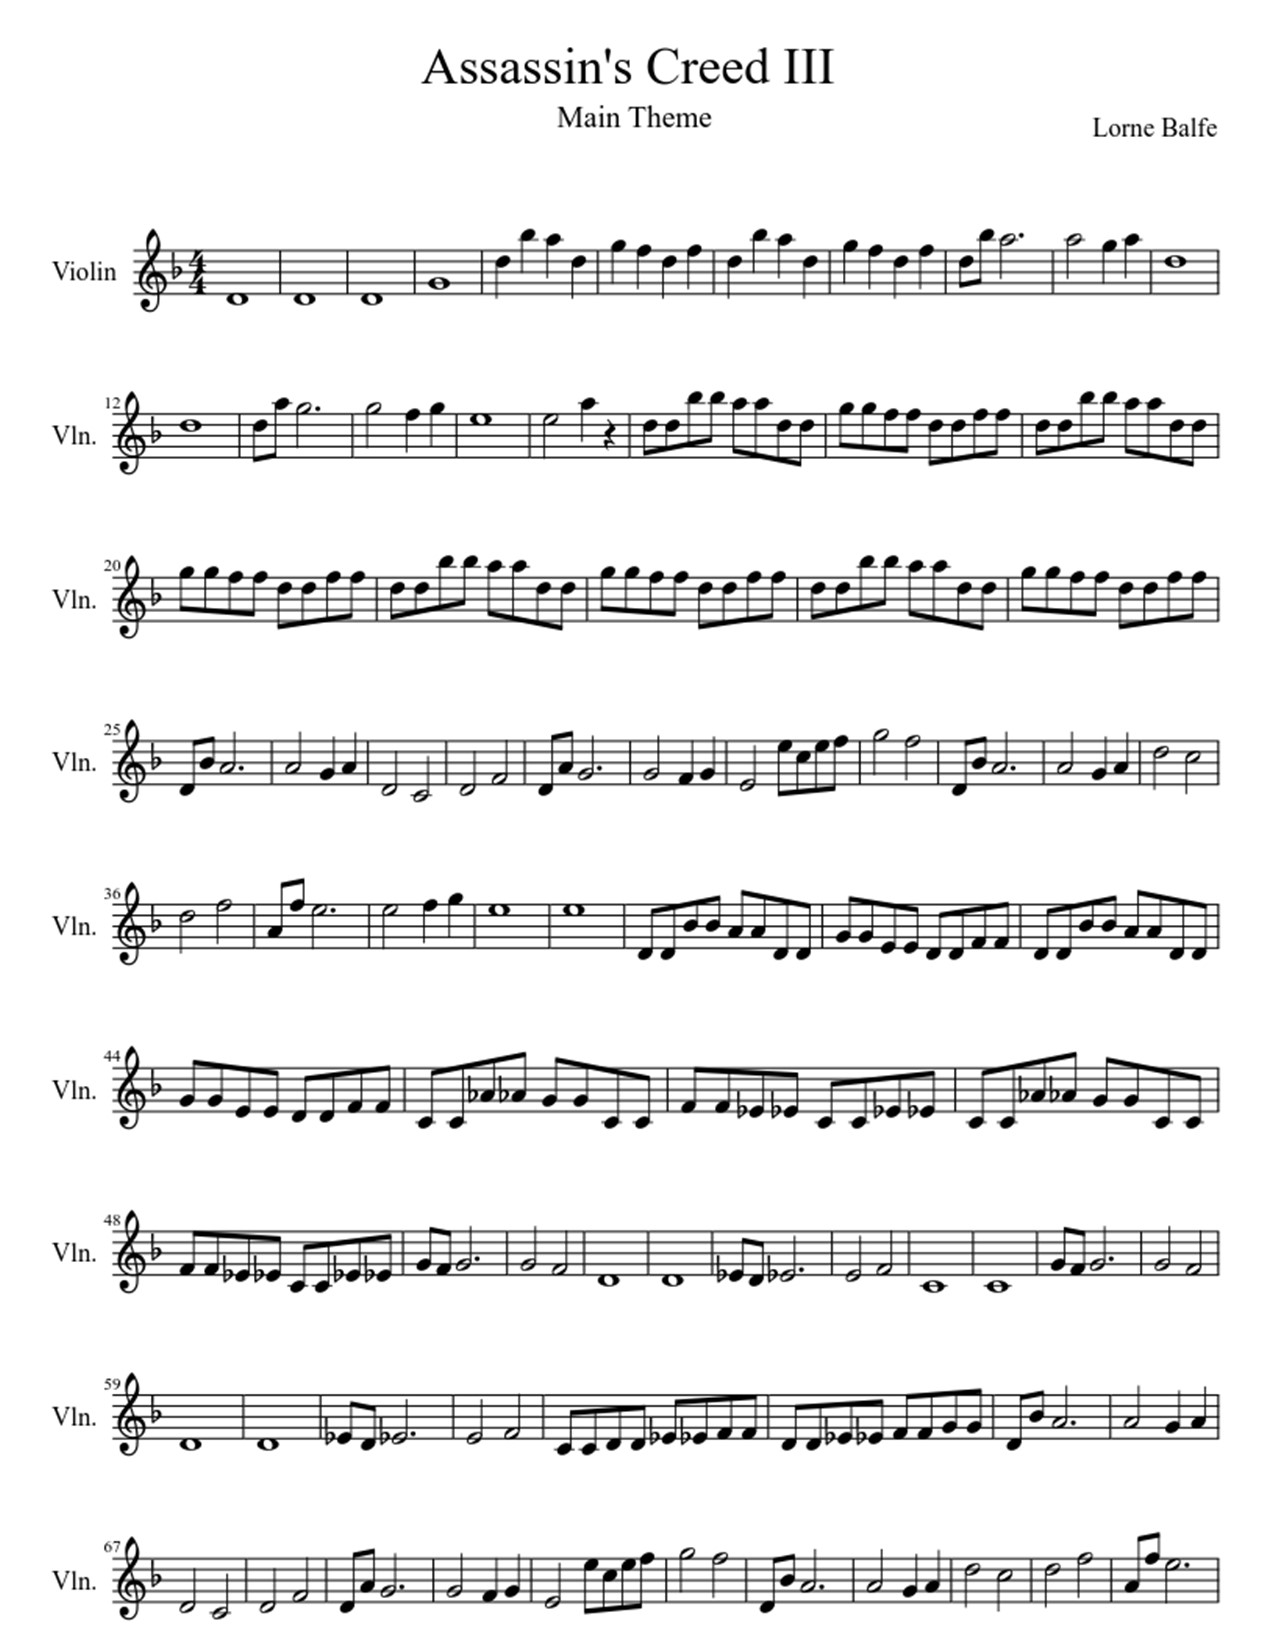 Assassin's Creed III
Main Theme
Lorne Balfe
Violin
4
4
12
Vln.
20
Vln.
25
Vln.
36
Vln.
44
Vln.
48
Vln.
59
Vln.
67
Vln.